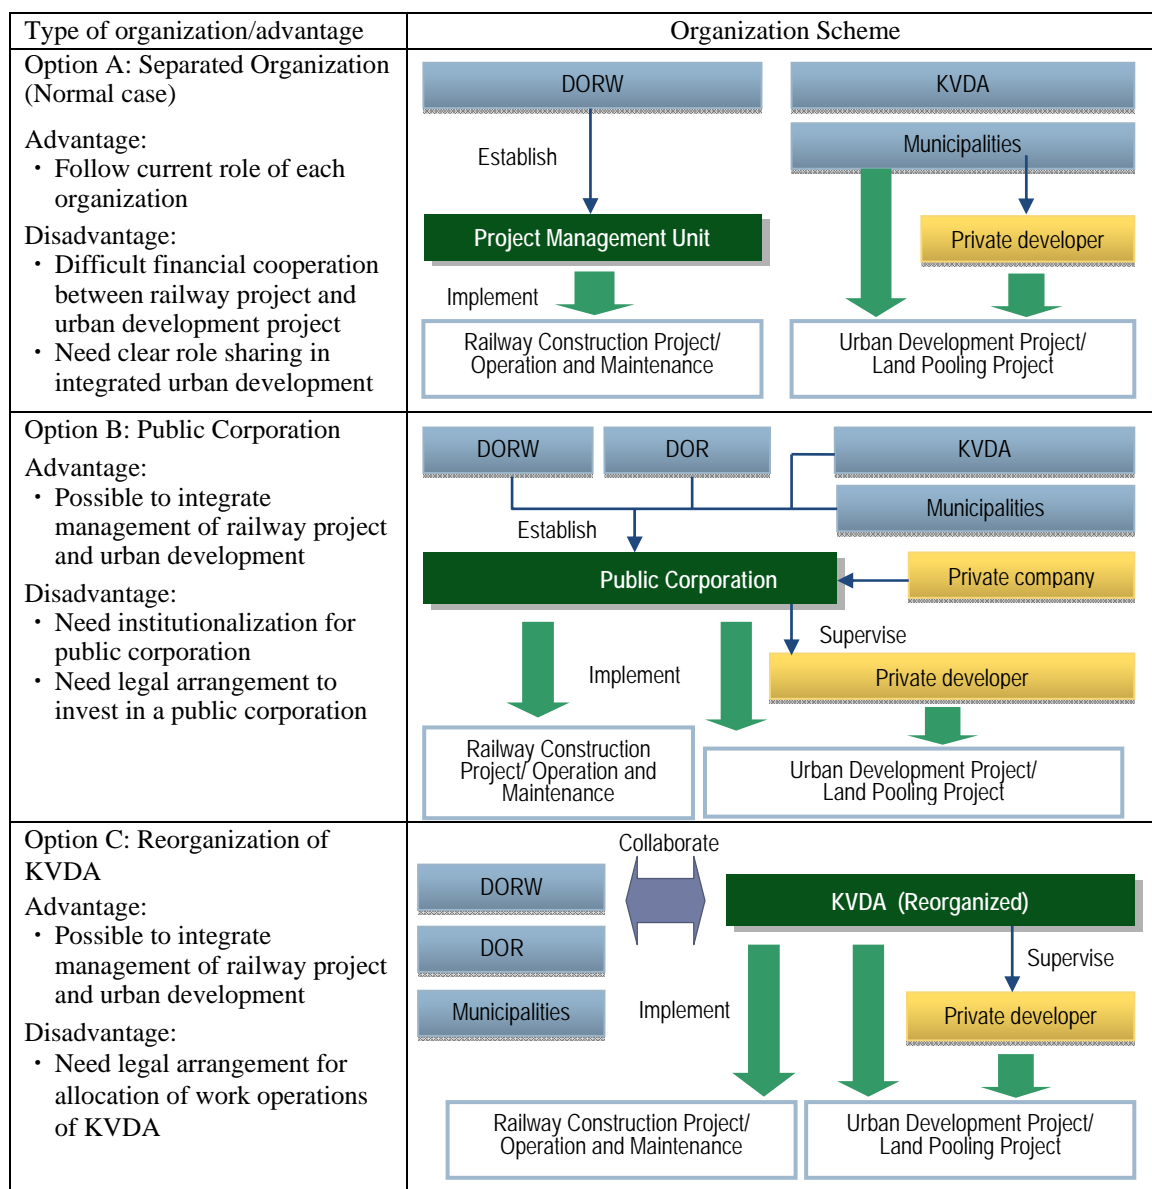 Type of organization/advantage
Organization Scheme
Option A: Separated Organization
(Normal case)
Advantage:
・Follow current role of each
organization
Disadvantage:
・Difficult financial cooperation
between railway project and
urban development project
・Need clear role sharing in
integrated urban development
DORW
KVDA
Municipalities
Establish
Project Management Unit
Private developer
Implement
Railway Construction Project/
Operation and Maintenance
Urban Development Project/
Land Pooling Project
Option B: Public Corporation
Advantage:
・Possible to integrate
management of railway project
and urban development
Disadvantage:
・Need institutionalization for
public corporation
・Need legal arrangement to
invest in a public corporation
DORW
DOR
KVDA
Municipalities
Establish
Public Corporation
Private company
Supervise
Implement
Private developer
Railway Construction
Project/ Operation and
Maintenance
Urban Development Project/
Land Pooling Project
Option C: Reorganization of
KVDA
Advantage:
・Possible to integrate
management of railway project
and urban development
Disadvantage:
・Need legal arrangement for
allocation of work operations
of KVDA
Collaborate
DORW
KVDA (Reorganized)
DOR
Supervise
Municipalities
Implement
Private developer
Railway Construction Project/
Operation and Maintenance
Urban Development Project/
Land Pooling Project